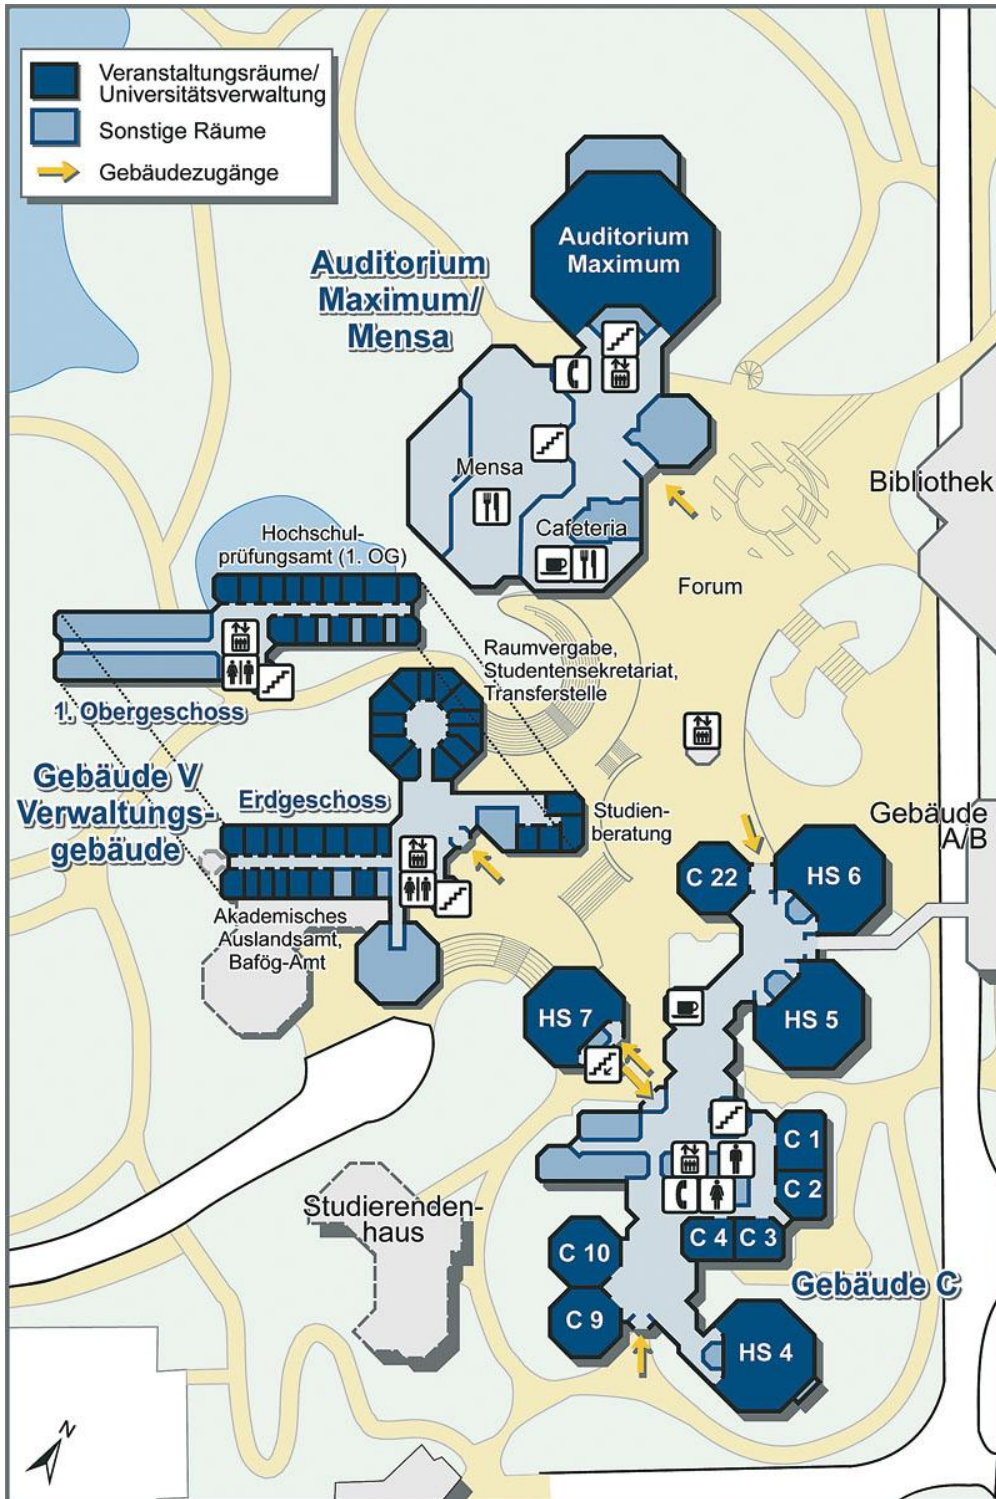 Veranstaltungsräume/
Universitätsverwaltung
Sonstige Räume
Gebäudezugänge
Auditorium
Maximum
Auditorium
Maximum/
Mensa
Mensa
Cafeteria
Bibliothek
Forum
Hochschul-
prüfungsamt (1. OG)
Raumvergabe,
Studentensekretariat,
Transferstelle
1. Obergeschoss
Gebäude V
Verwaltungs-
gebäude
Erdgeschoss
Studien-
beratung
Gebäude
A/B
Akademisches
Auslandsamt,
Bafög-Amt
C 22
HS 6
HS 7
HS 5
C 1
C 2
C 4
C 3
Studierenden-
haus
C 10
C 9
Gebäude C
HS 4
N